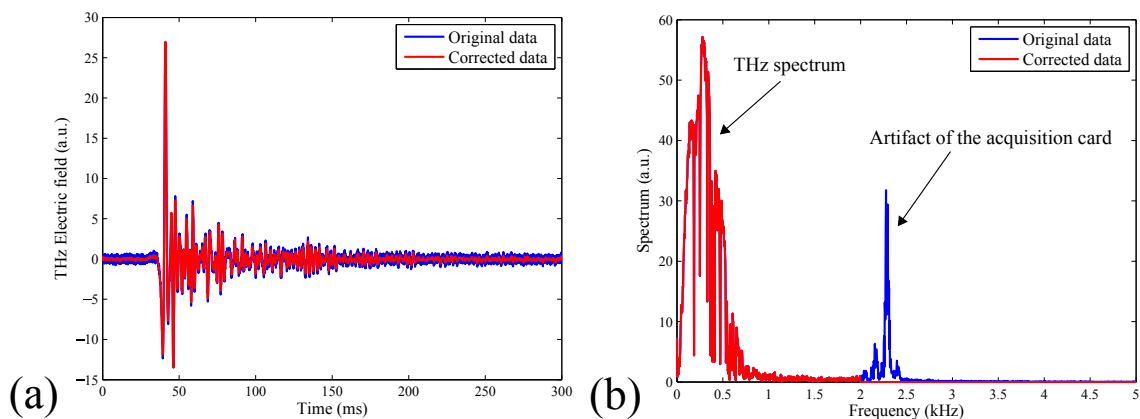 30
25
20
15
10
5
0
−5
−10
−15
0
50
100
150
200
250
300
THz Electric field (a.u.)
Time (ms)
Original data
Corrected data
(a)
60
50
40
30
20
10
0
0
0.5
1
1.5
2
2.5
3
3.5
4
4.5
5
Spectrum (a.u.)
Frequency (kHz)
Original data
Corrected data
THz spectrum
Artifact of the acquisition card
(b)